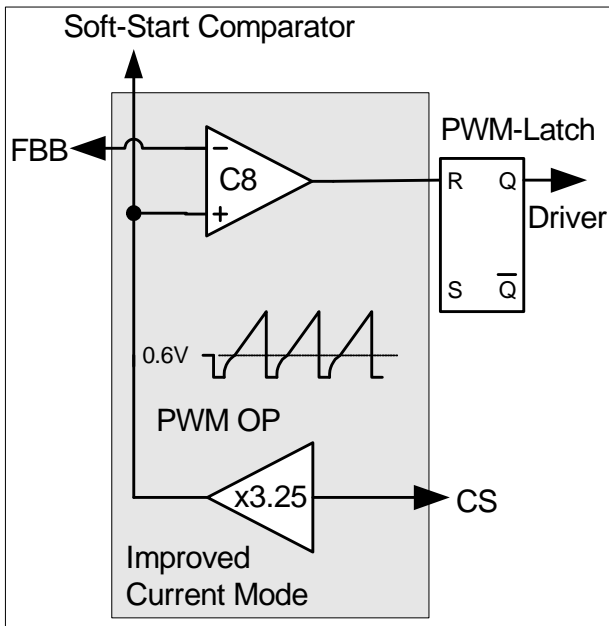 Soft-Start Comparator
FBB
PWM-Latch
C8
R Q
Driver
S Q
0.6V
PWM OP
x3.25
CS
Improved
Current Mode